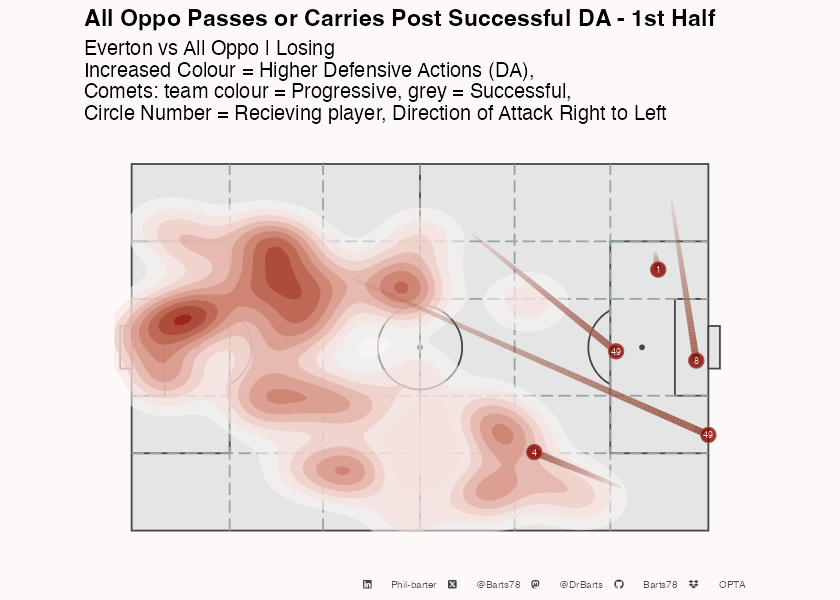 All Oppo Passes or Carries Post Successful DA - 1st Half
Everton vs All Oppo | Losing
Increased Colour = Higher Defensive Actions (DA),
Comets: team colour = Progressive, grey = Successful,
Circle Number = Recieving player, Direction of Attack Right to Left
1
49
8
49
4
Phil-barter @Barts78 @DrBarts Barts78 OPTA